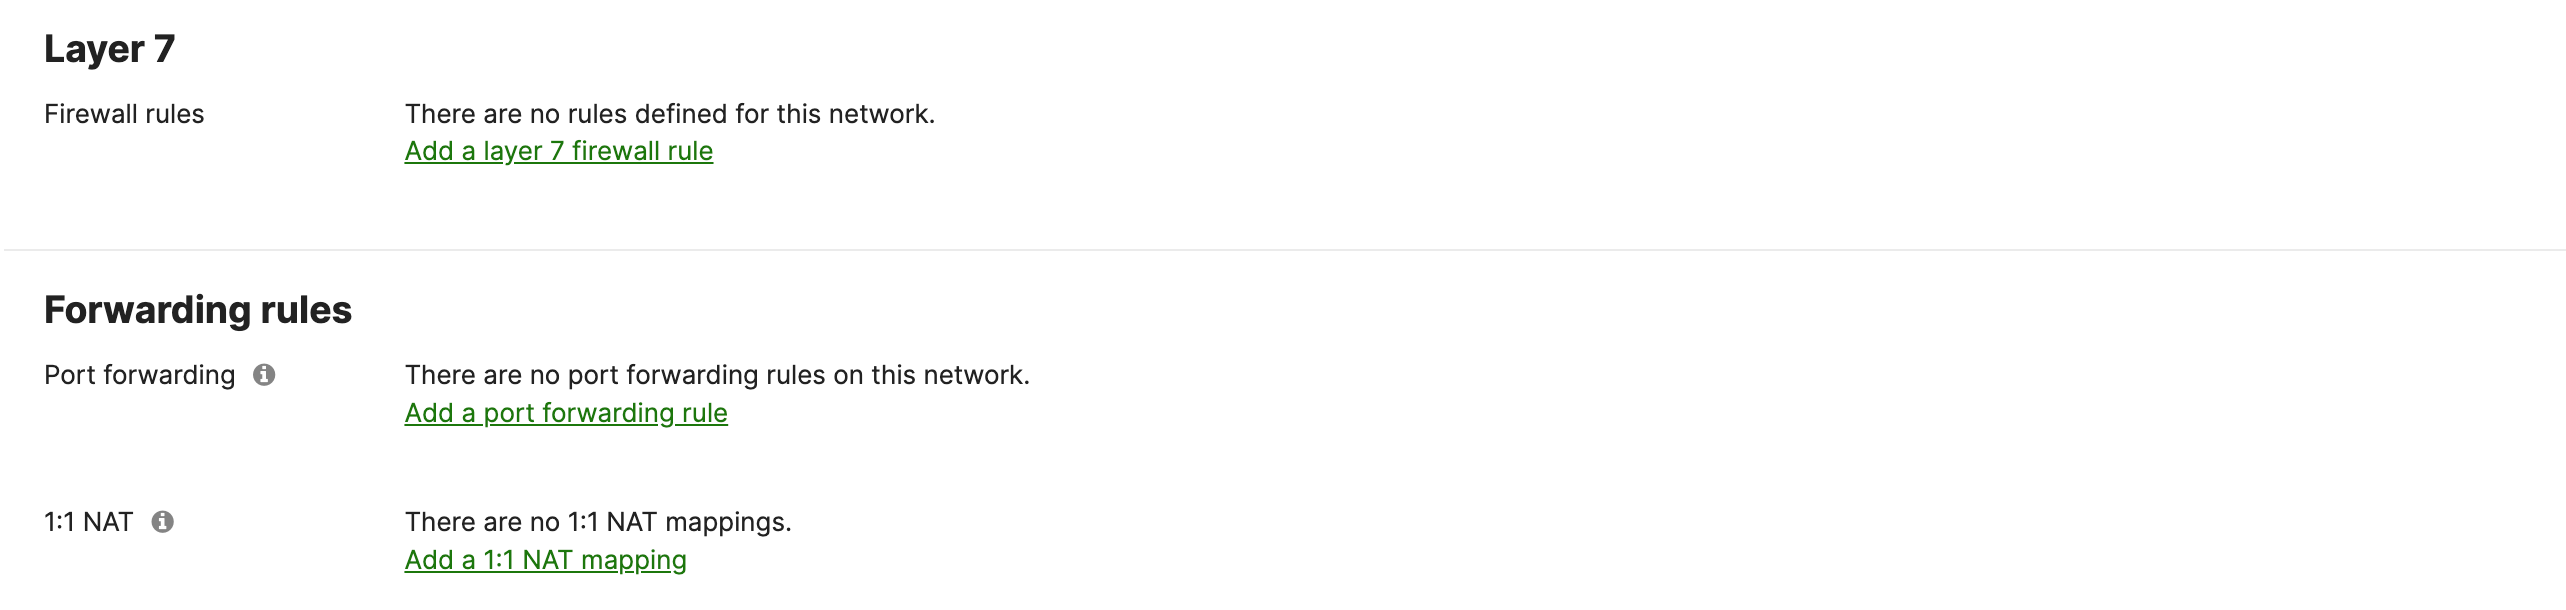 Layer 7
Firewall rules
There are no rules defined for this network.
Add a layer 7 firewall rule
Forwarding rules
Port forwarding
There are no port forwarding rules on this network.
Add a port forwarding rule
1:1 NAT
There are no 1:1 NAT mappings.
Add a 1:1 NAT mapping